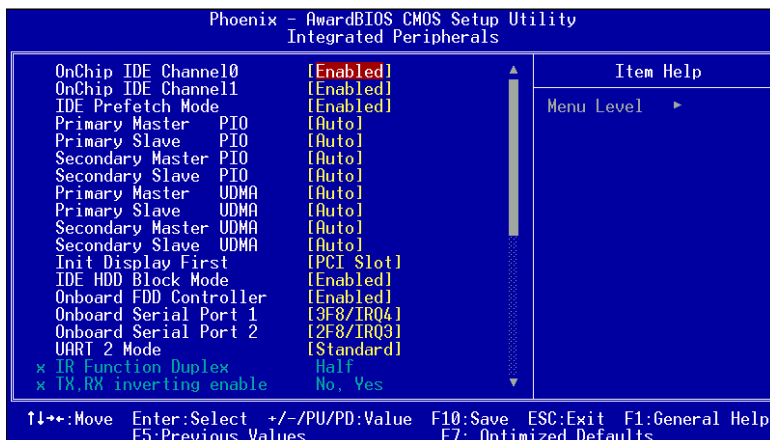 Phoenix - AwardBIOS CMOS Setup Utility
Integrated Peripherals
OnChip IDE Channel0 [Enabled]
OnChip IDE Channel1 [Enabled]
IDE Prefetch Mode [Enabled]
Primary Master PIO [Auto]
Primary Slave PIO [Auto]
Secondary Master PIO [Auto]
Secondary Slave PIO [Auto]
Primary Master UDMA [Auto]
Primary Slave UDMA [Auto]
Secondary Master UDMA [Auto]
Secondary Slave UDMA [Auto]
Init Display First [PCI Slot]
IDE HDD Block Mode [Enabled]
Onboard FDD Controller [Enabled]
Onboard Serial Port 1 [3F8/IRQ4]
Onboard Serial Port 2 [2F8/IRQ3]
UART 2 Mode [Standard]
x IR Function Duplex Half
x TX,RX inverting enable No, Yes
Item Help
Menu Level ►
↑↓→←:Move Enter:Select +/-/PU/PD:Value F10:Save ESC:Exit F1:General Help
F5:Previous Values F7: Optimized Defaults